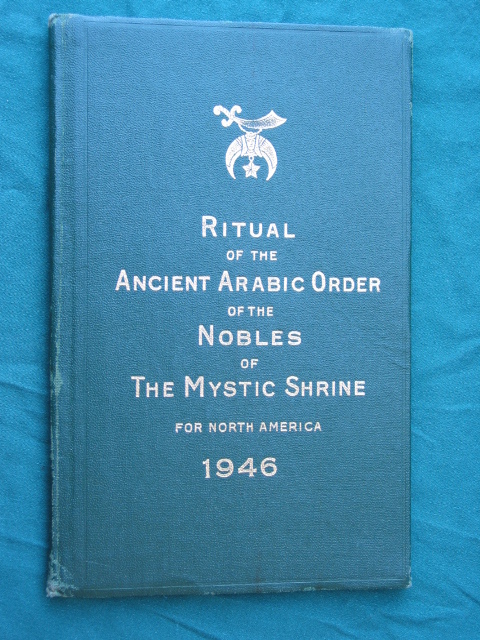 RITUAL
OF THE
ANCIENT ARABIC ORDER
OF THE
NOBLES
OF
THE MYSTIC SHRINE
FOR NORTH AMERICA
1946